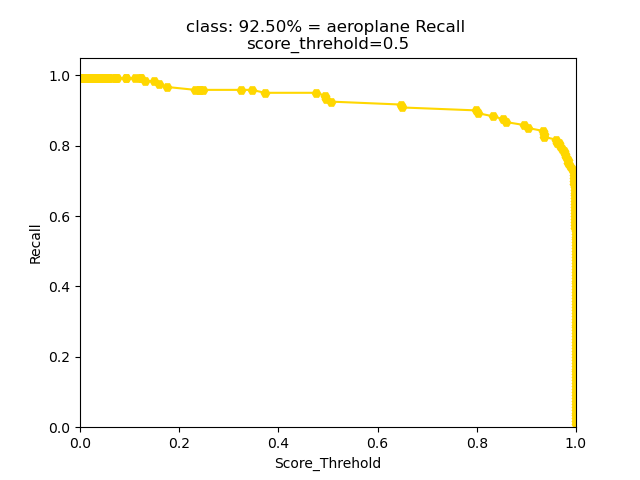 class: 92.50% = aeroplane Recall
score_threhold=0.5
1.0
0.8
0.6
0.4
0.2
0.0
Recall
0.0 0.2 0.4 0.6 0.8 1.0
Score_Threhold